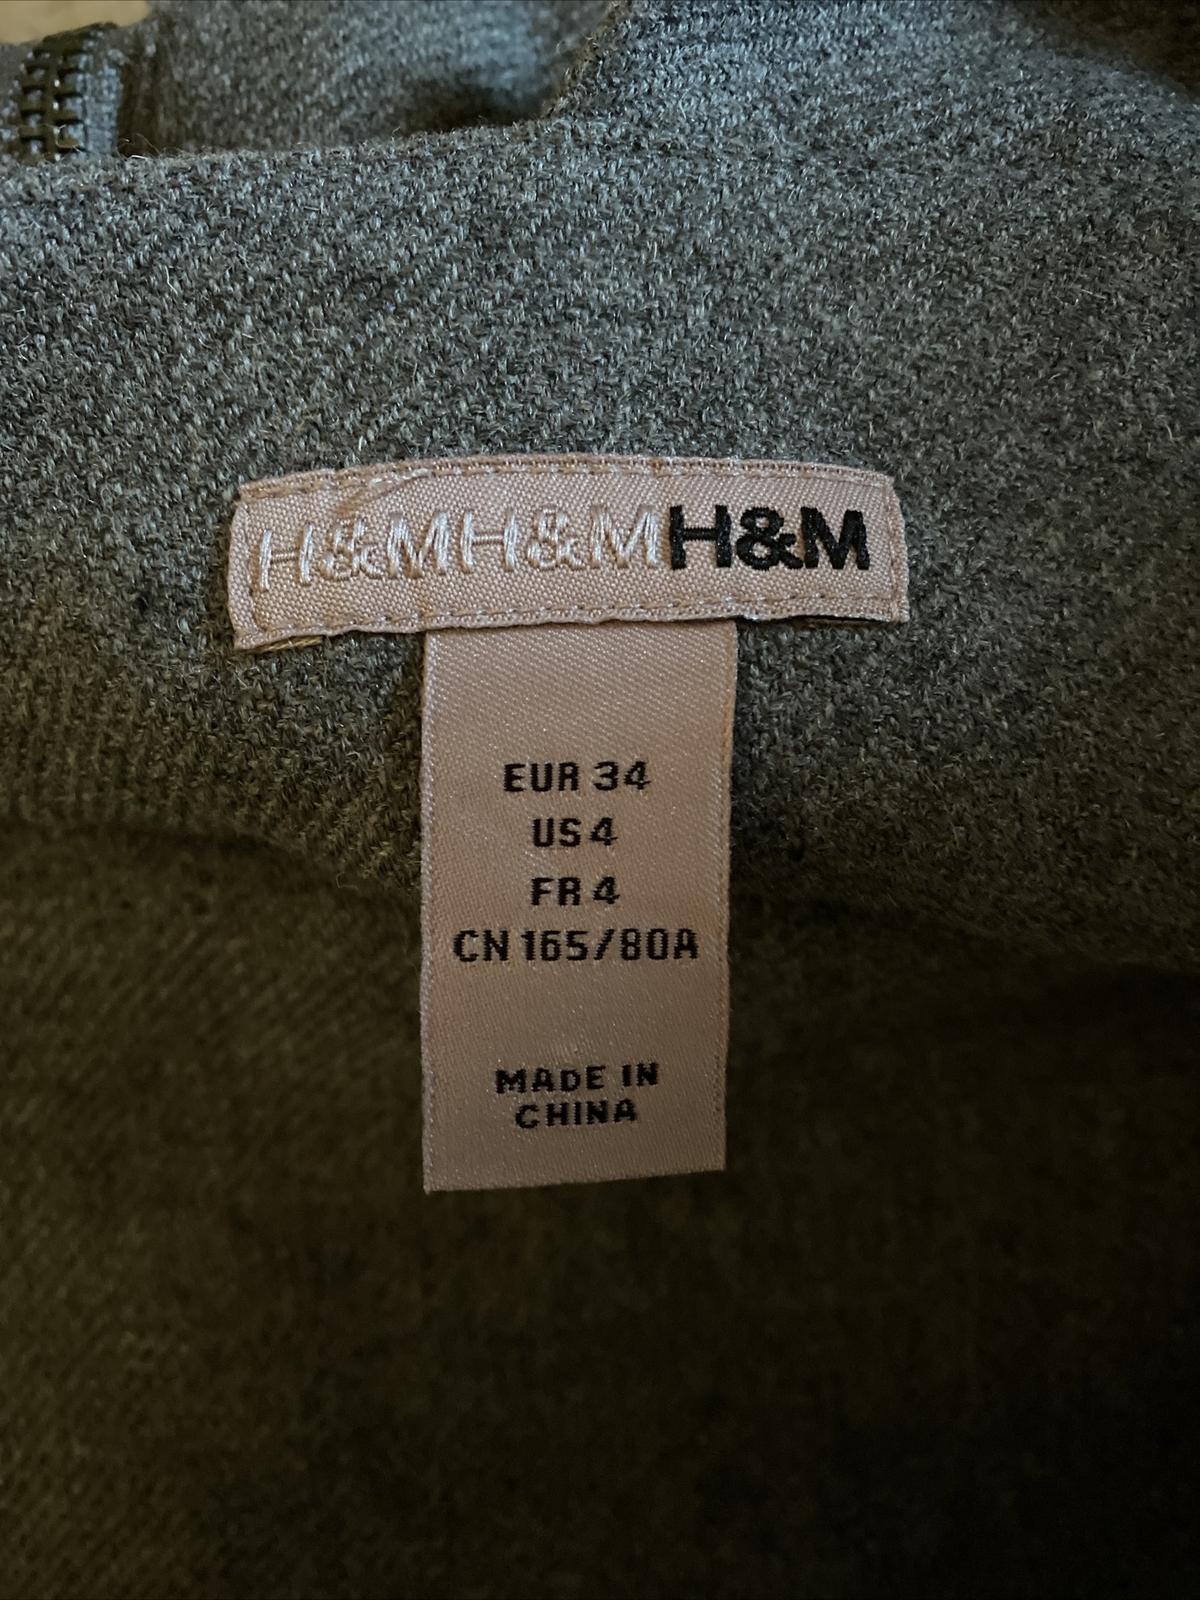 H&MH&MH&M
EUR 34
US 4
FR 4
CN 165/80A
MADE IN
CHINA